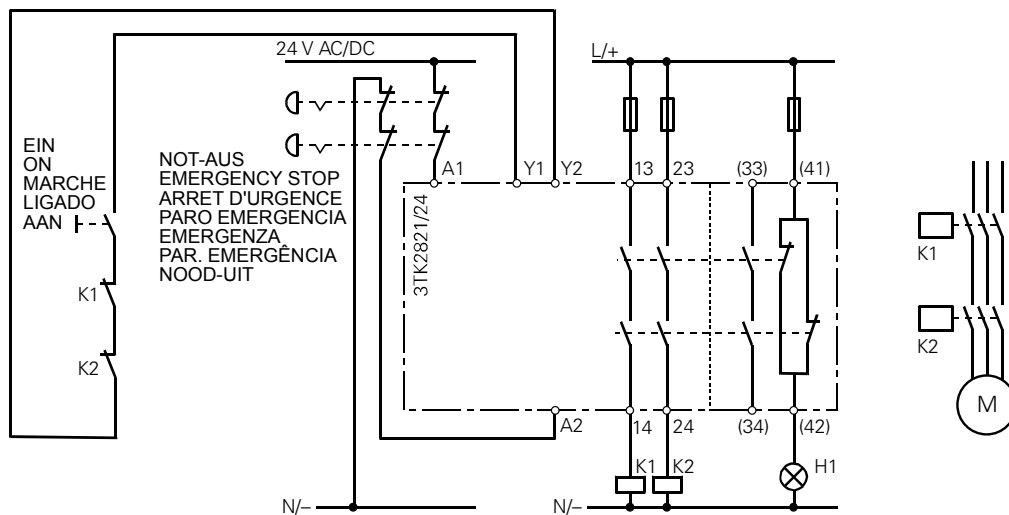 24 V AC/DC
L/+
EIN
ON
MARCHE
LIGADO
AAN
NOT-AUS
EMERGENCY STOP
ARRET D'URGENCE
PARO EMERGENCIA
EMERGENZA
PAR. EMERGÊNCIA
NOOD-UIT
A1
Y1
Y2
13
23
(33)
(41)
3TK2821/24
K1
K2
K1
K2
M
A2
14
24
(34)
(42)
K1
K2
H1
N/–
N/–